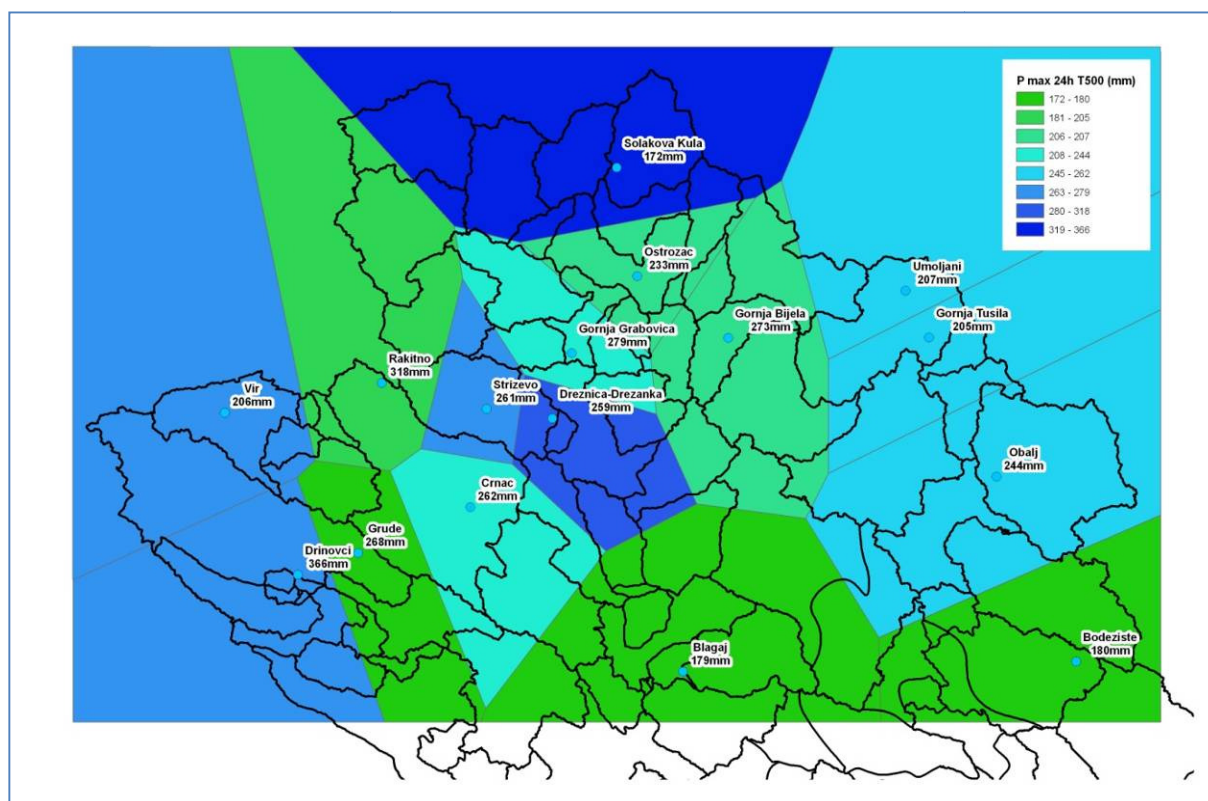 P max 24h T500 (mm)
172 - 180
181 - 205
206 - 207
208 - 244
245 - 262
263 - 279
280 - 318
319 - 366
Solakova Kula
172mm
Ostrozac
233mm
Umoljani
207mm
Gornja Bijela
273mm
Gornja Tusila
205mm
Gornja Grabovica
279mm
Rakitno
318mm
Vir
206mm
Strizevo
261mm
Dreznica-Drezanka
259mm
Obalj
244mm
Crnac
262mm
Grude
268mm
Drinovci
366mm
Blagaj
179mm
Bodeziste
180mm